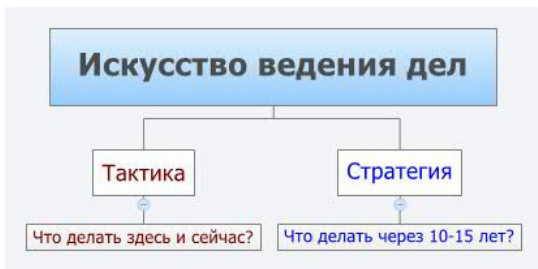 Искусство ведения дел
Тактика
Стратегия
Что делать здесь и сейчас?
Что делать через 10-15 лет?